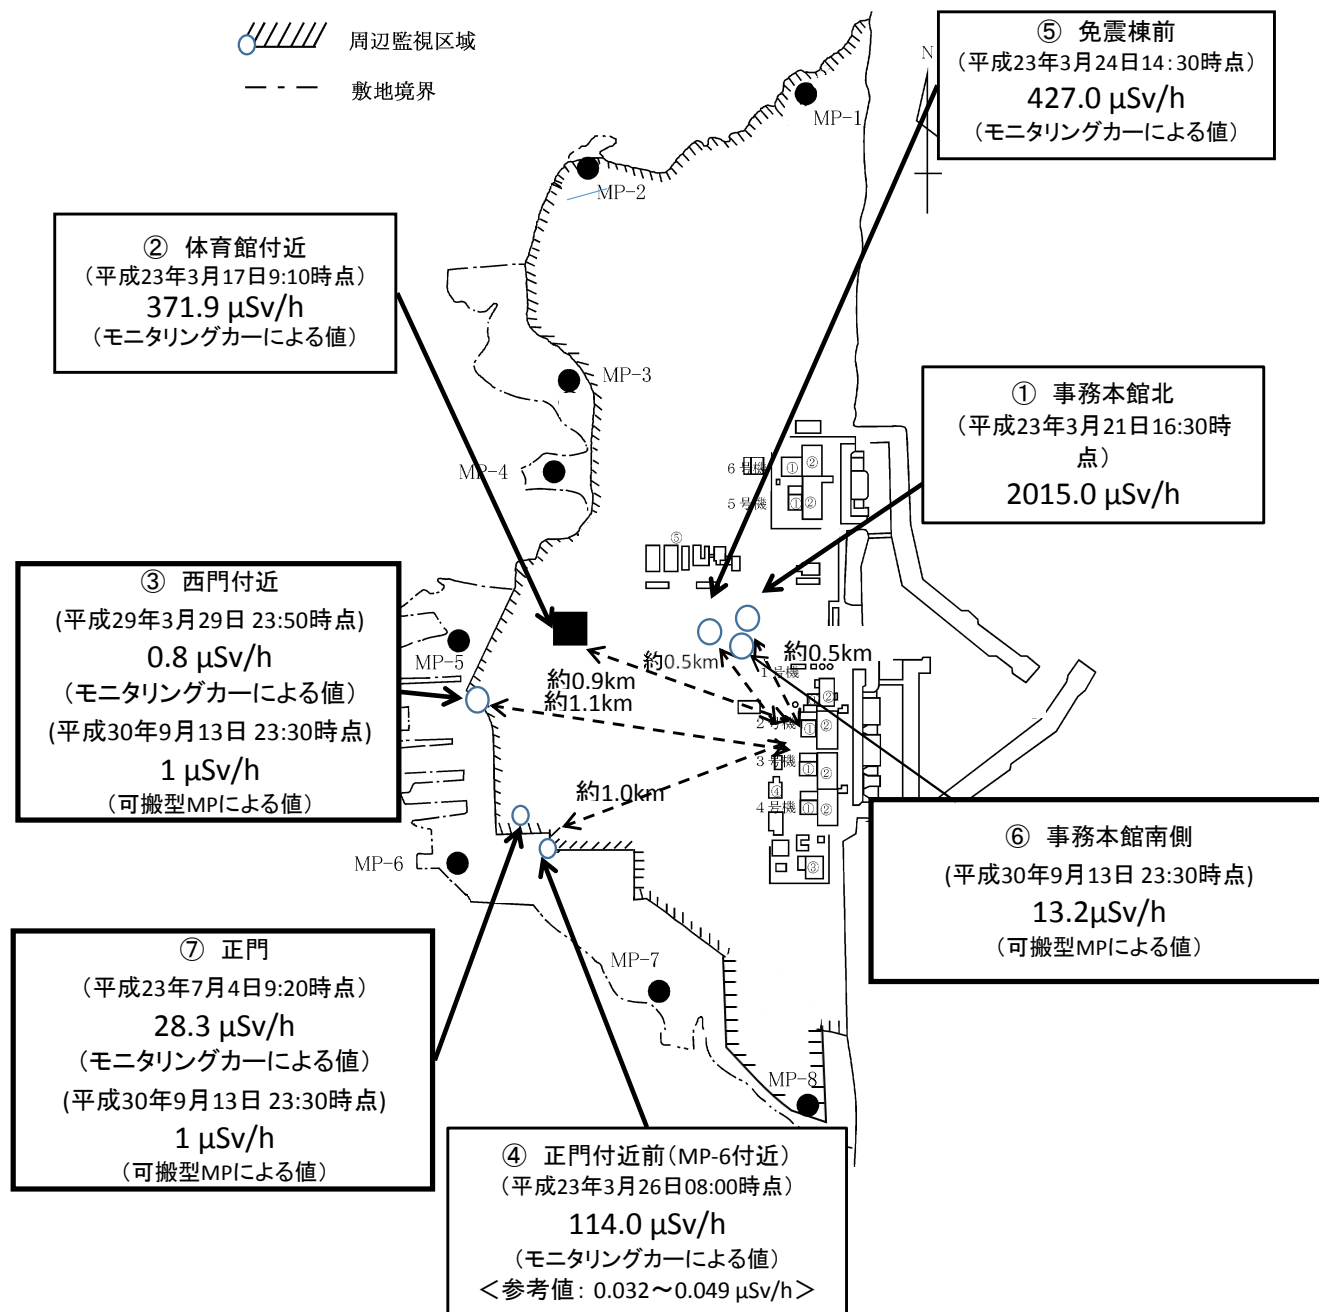 周辺監視区域
敷地境界
⑤ 免震棟前
(平成23年3月24日14:30時点)
427.0 μSv/h
(モニタリングカーによる値)
N
MP-1
MP-2
② 体育館付近
(平成23年3月17日9:10時点)
371.9 μSv/h
(モニタリングカーによる値)
MP-3
MP-4
① 事務本館北
(平成23年3月21日16:30時
点)
2015.0 μSv/h
6号機
①
②
5号機
①
②
⑤
③ 西門付近
(平成29年3月29日 23:50時点)
0.8 μSv/h
(モニタリングカーによる値)
(平成30年9月13日 23:30時点)
1 μSv/h
(可搬型MPによる値)
MP-5
約0.5km
約0.5km
約0.9km
約1.1km
1号機
②
2号機
①
②
3号機
①
②
約1.0km
④
4号機
①
②
③
MP-6
⑥ 事務本館南側
(平成30年9月13日 23:30時点)
13.2μSv/h
(可搬型MPによる値)
⑦ 正門
(平成23年7月4日9:20時点)
28.3 μSv/h
(モニタリングカーによる値)
(平成30年9月13日 23:30時点)
1 μSv/h
(可搬型MPによる値)
MP-7
MP-8
④ 正門付近前(MP-6付近)
(平成23年3月26日08:00時点)
114.0 μSv/h
(モニタリングカーによる値)
<参考値: 0.032～0.049 μSv/h>